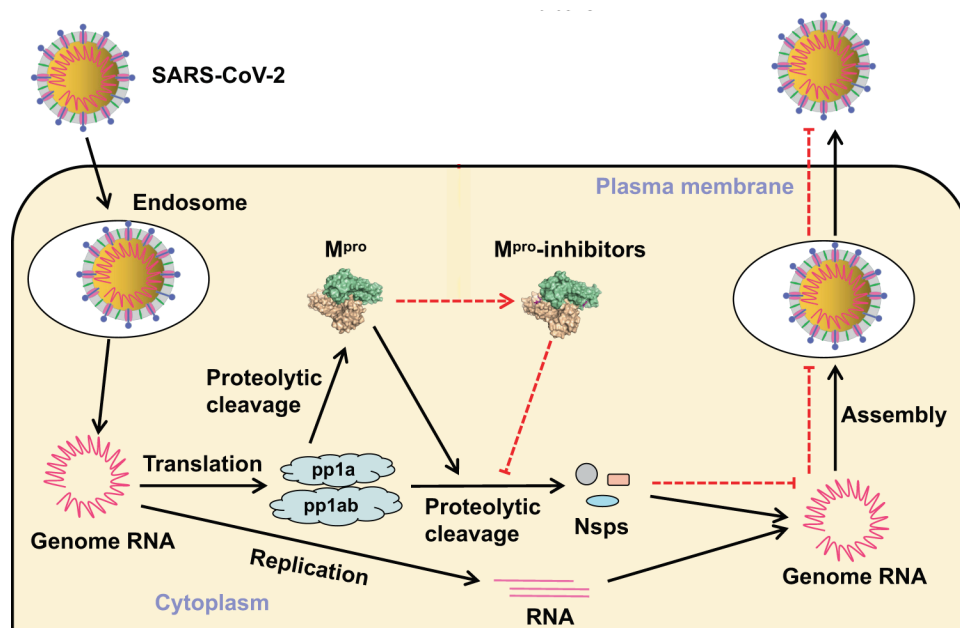 SARS-CoV-2
Plasma membrane
Endosome
Mpro
Mpro-inhibitors
Proteolytic
cleavage
Assembly
Translation
pp1a
pp1ab
Proteolytic
cleavage
Nsps
Genome RNA
Replication
Genome RNA
Cytoplasm
RNA